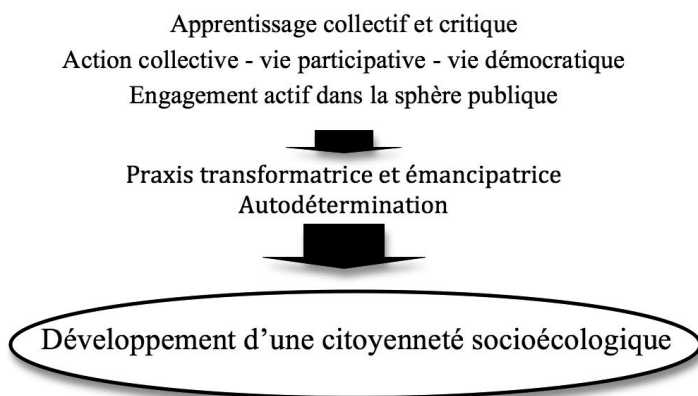 Apprentissage collectif et critique
Action collective - vie participative - vie démocratique
Engagement actif dans la sphère publique
Praxis transformatrice et émancipatrice
Autodétermination
Développement d’une citoyenneté socioécologique